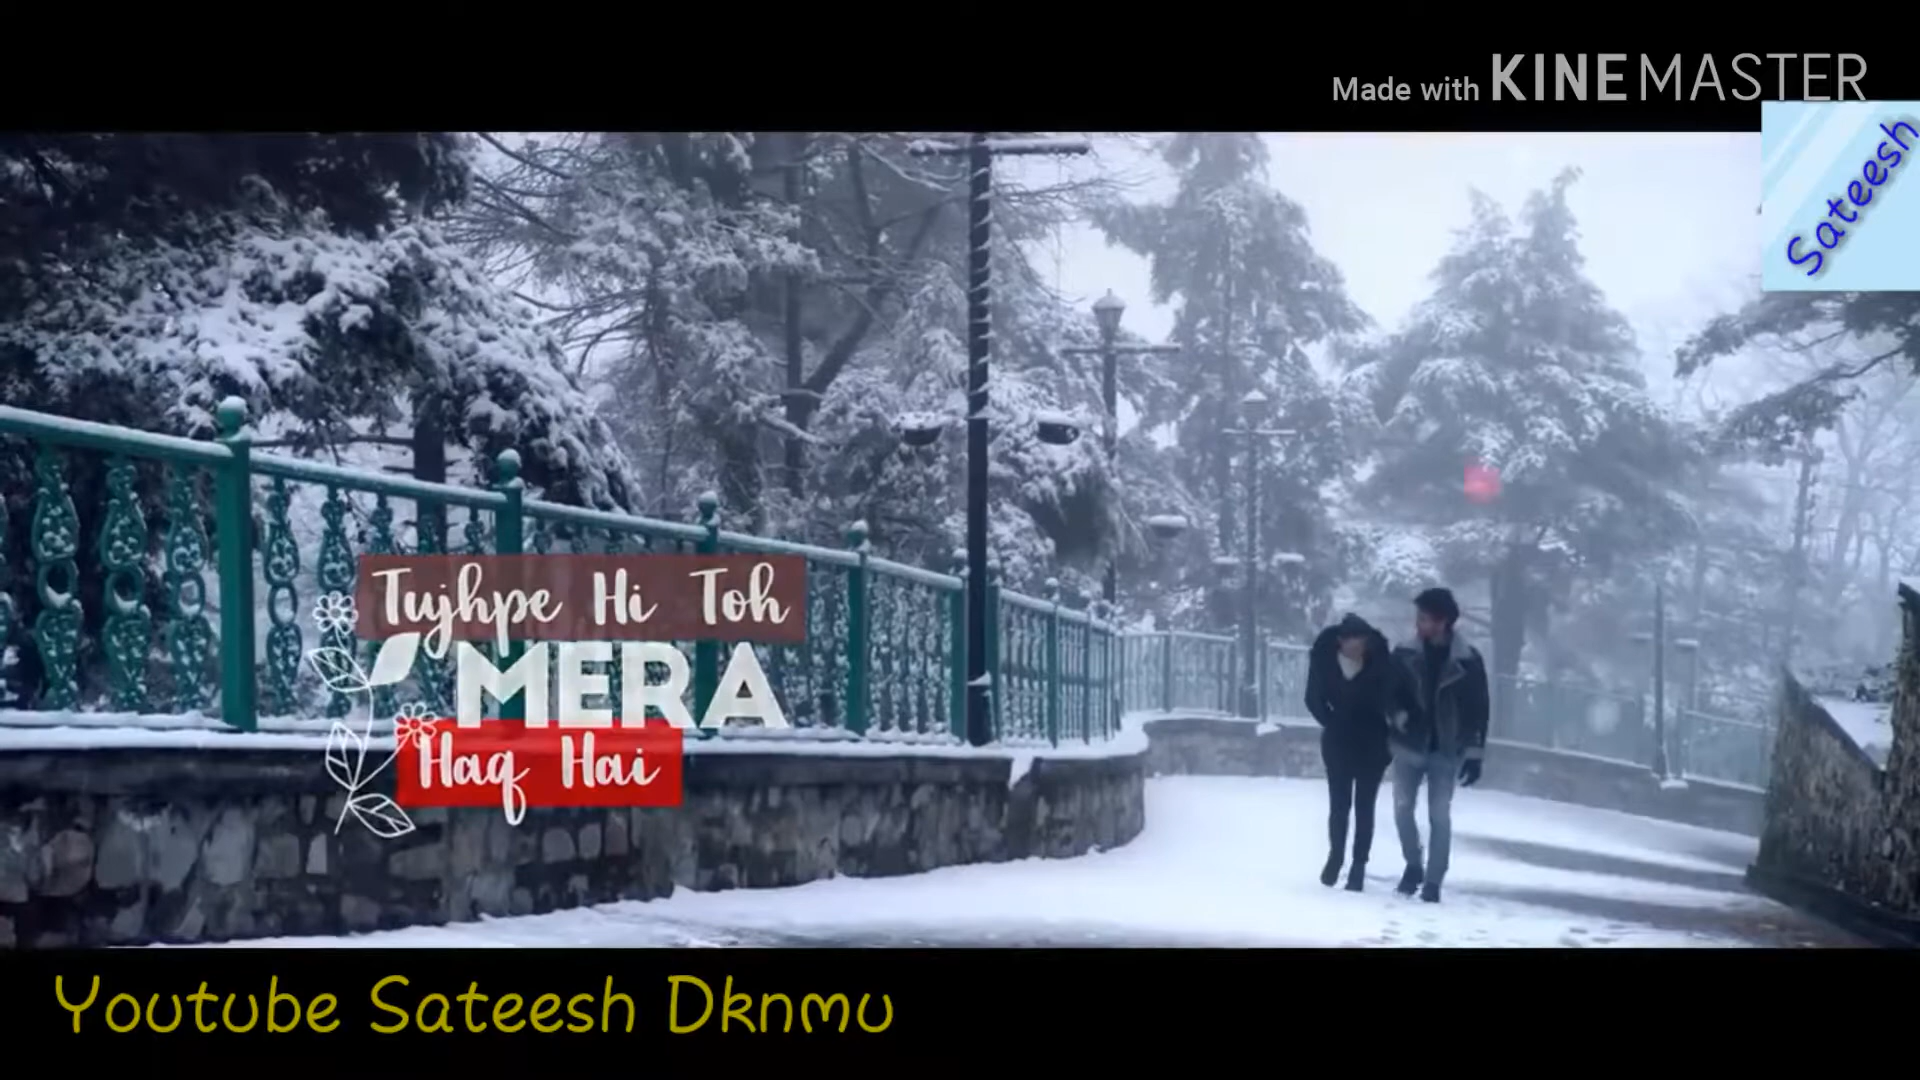 Made with KINEMASTER
Sateesh
Tujhpe Hi Toh
MERA
Haq Hai
Youtube Sateesh Dknmu